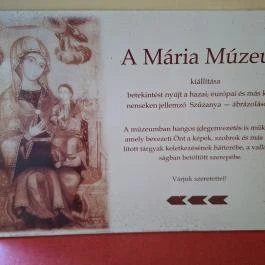 A Mária Múzeu
kiállítása
betekintést nyújt a hazai, európai és más k
nenseken jellemző Szűzanya – ábrázolás
A múzeumban hangos idegenvezetés is műk
amely bevezeti Önt a képek, szobrok és más
lított tárgyak keletkezésének hátterébe, a vall
ságban betöltött szerepébe.
Várjuk szeretettel!